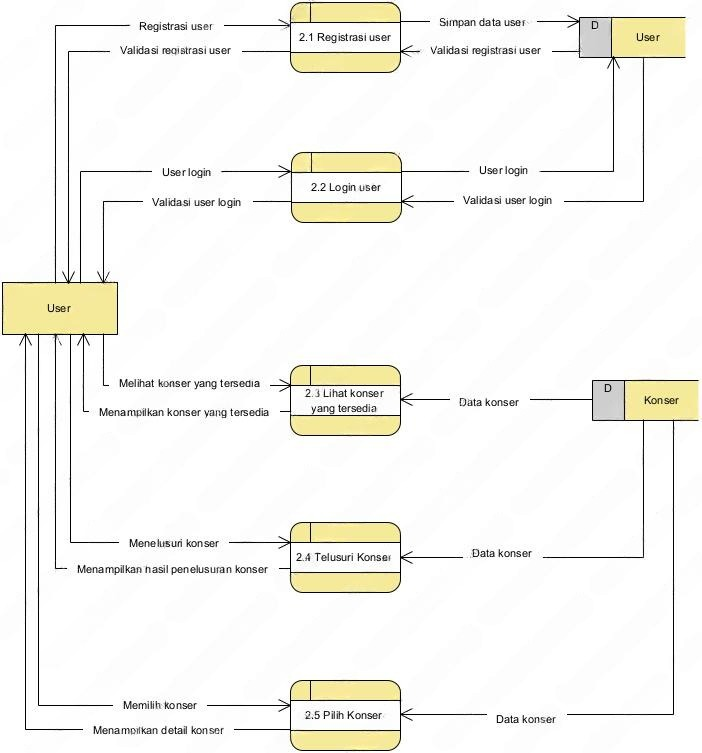 Registrasi user
Simpan data user
D
2.1 Registrasi user
User
Validasi registrasi user
Validasi registrasi user
User login
User login
2.2 Login user
Validasi user login
Validasi user login
User
Melihat konser yang tersedia
2.3 Lihat konser
yang tersedia
Menampilkan konser yang tersedia
Data konser
D
Konser
Menelusuri konser
2.4 Telusuri Konser
Data konser
Menampilkan hasil penelusuran konser
Memilih konser
2.5 Pilih Konser
Data konser
Menampilkan detail konser